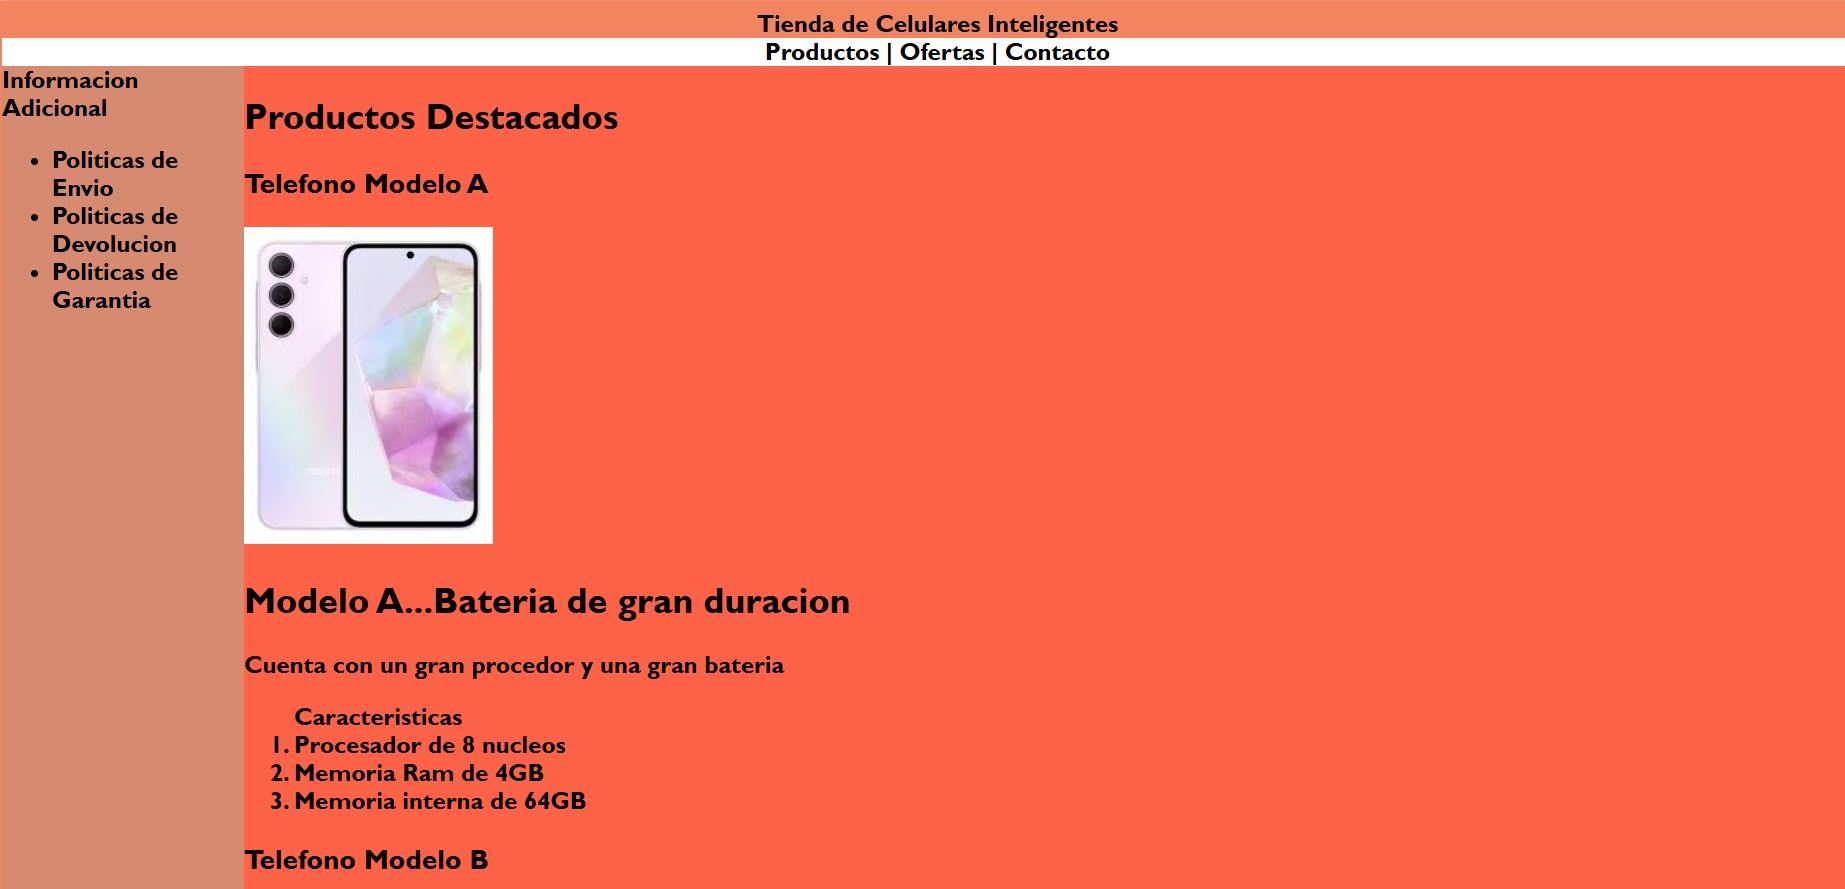 Tienda de Celulares Inteligentes
Productos | Ofertas | Contacto
Informacion
Adicional
• Politicas de
Envio
• Politicas de
Devolucion
• Politicas de
Garantia
Productos Destacados
Telefono Modelo A
Modelo A...Bateria de gran duracion
Cuenta con un gran procedor y una gran bateria
Caracteristicas
1. Procesador de 8 nucleos
2. Memoria Ram de 4GB
3. Memoria interna de 64GB
Telefono Modelo B